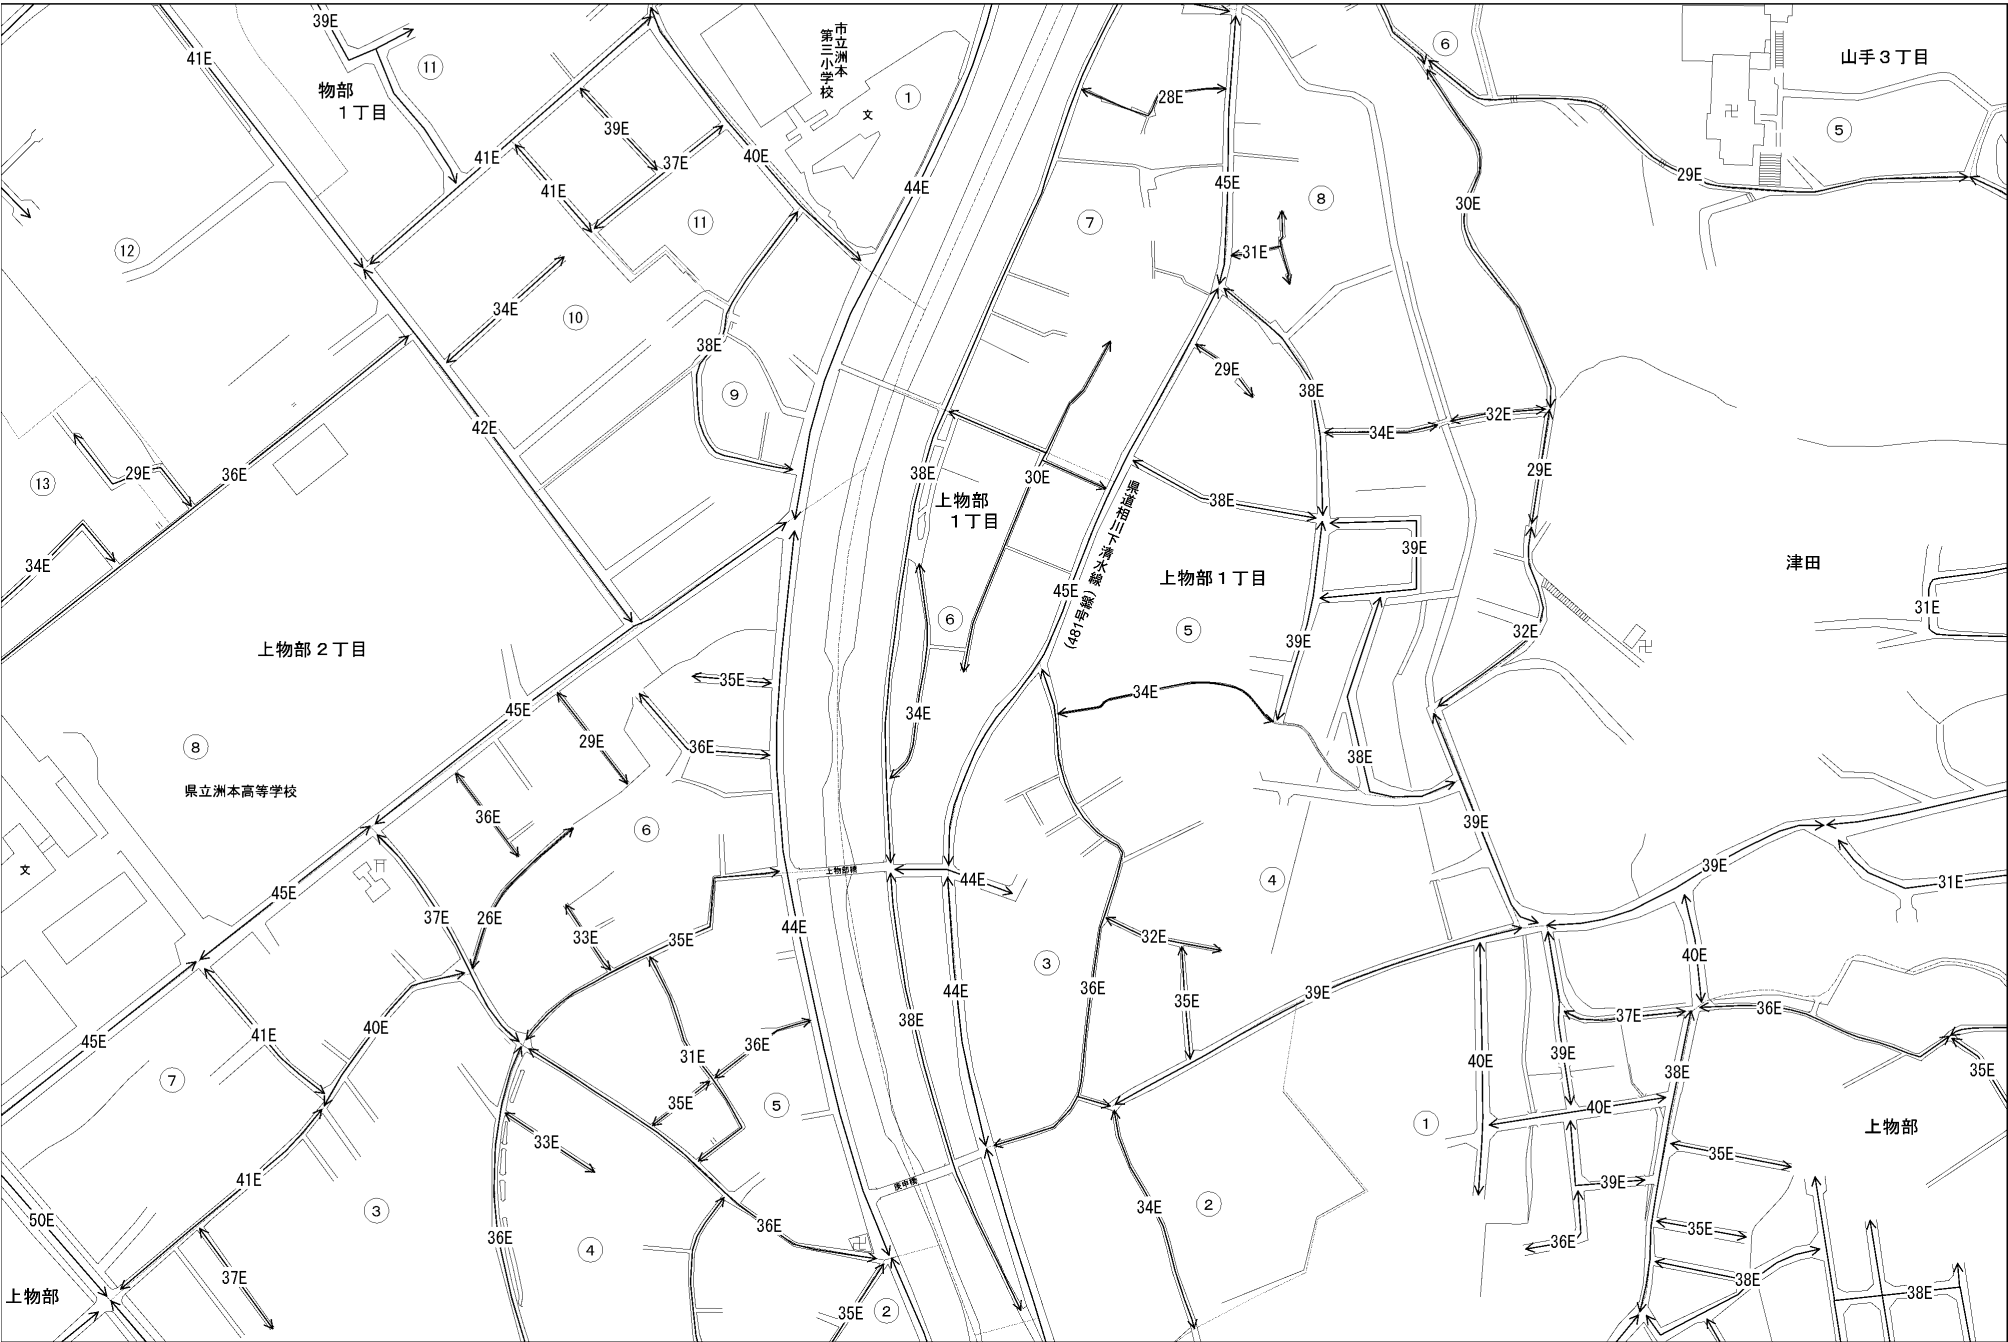 39E
41E
物部
１丁目
⑪
市立洲本
第三小学校
文
①
28E
⑥
山手３丁目
⑤
39E
41E
37E
40E
41E
44E
45E
29E
⑫
⑪
⑦
⑧
30E
31E
34E
⑩
38E
29E
⑨
38E
42E
32E
34E
29E
36E
⑬
29E
38E
30E
上物部
１丁目
38E
県道相川下清水線
(481号線)
39E
34E
45E
上物部１丁目
津田
31E
⑥
⑤
32E
39E
上物部２丁目
35E
34E
34E
45E
29E
36E
38E
⑧
県立洲本高等学校
36E
⑥
39E
文
上物部橋
44E
④
39E
31E
45E
37E
26E
33E
35E
44E
32E
40E
③
36E
44E
35E
39E
45E
41E
40E
38E
37E
36E
31E
36E
39E
40E
38E
35E
⑦
35E
⑤
40E
①
上物部
33E
35E
41E
庚申橋
39E
③
②
34E
50E
36E
36E
35E
④
36E
37E
38E
38E
上物部
35E
②